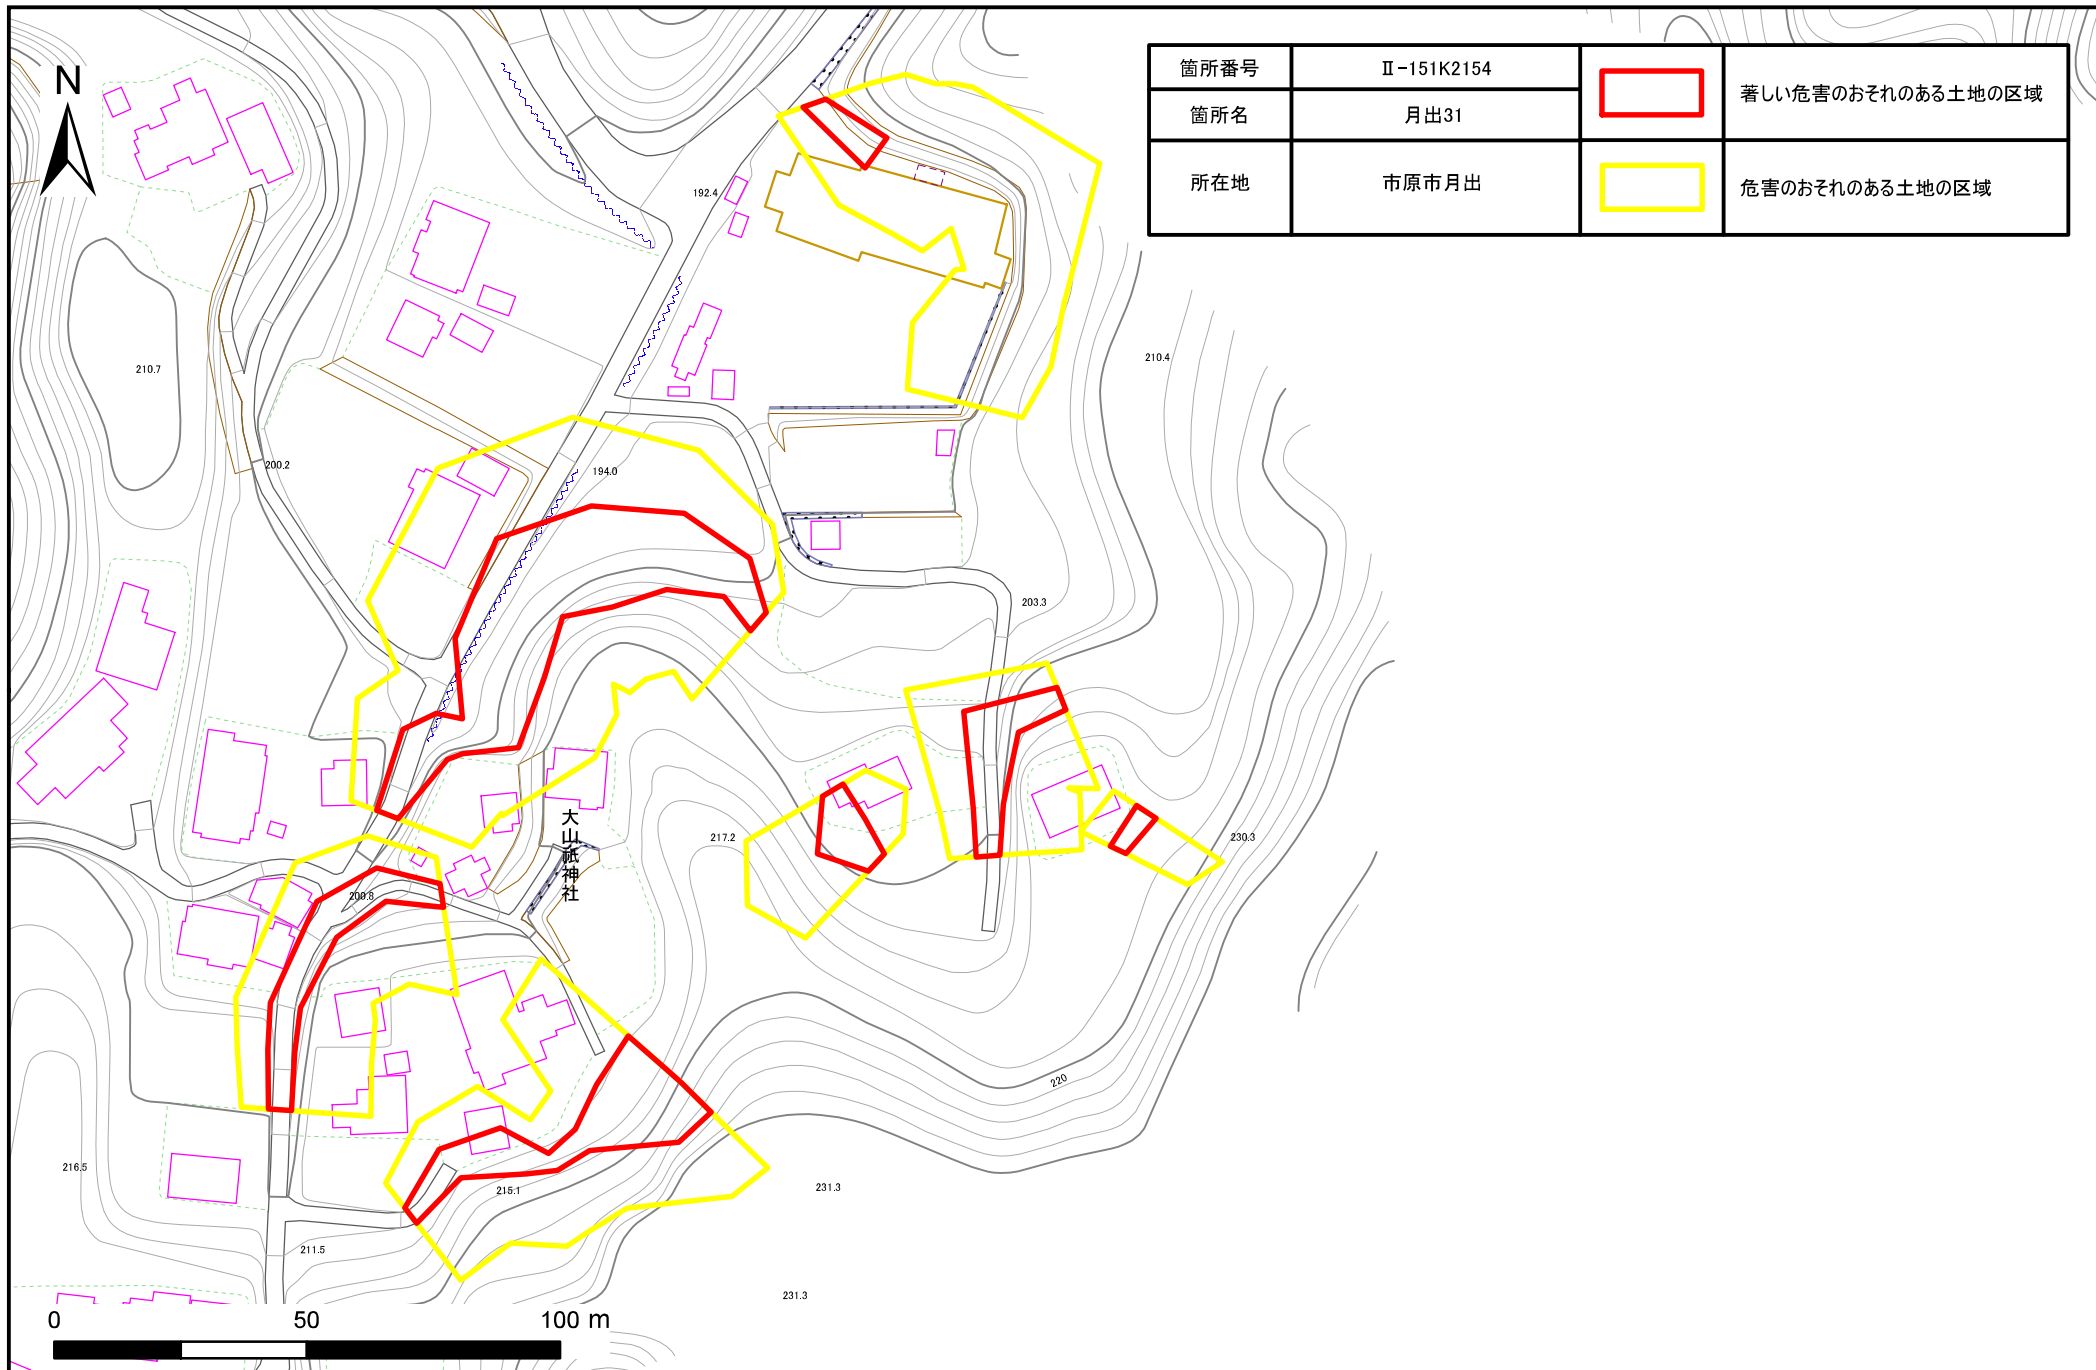 N
箇所番号 Ⅱ-151K2154 著しい危害のおそれのある土地の区域
箇所名 月出31
所在地 市原市月出 危害のおそれのある土地の区域
192.4
210.7
210.4
200.2
194.0
203.3
大山祇神社
217.2
230.3
200.8
220
216.5
215.1
231.3
211.5
231.3
0 50 100 m